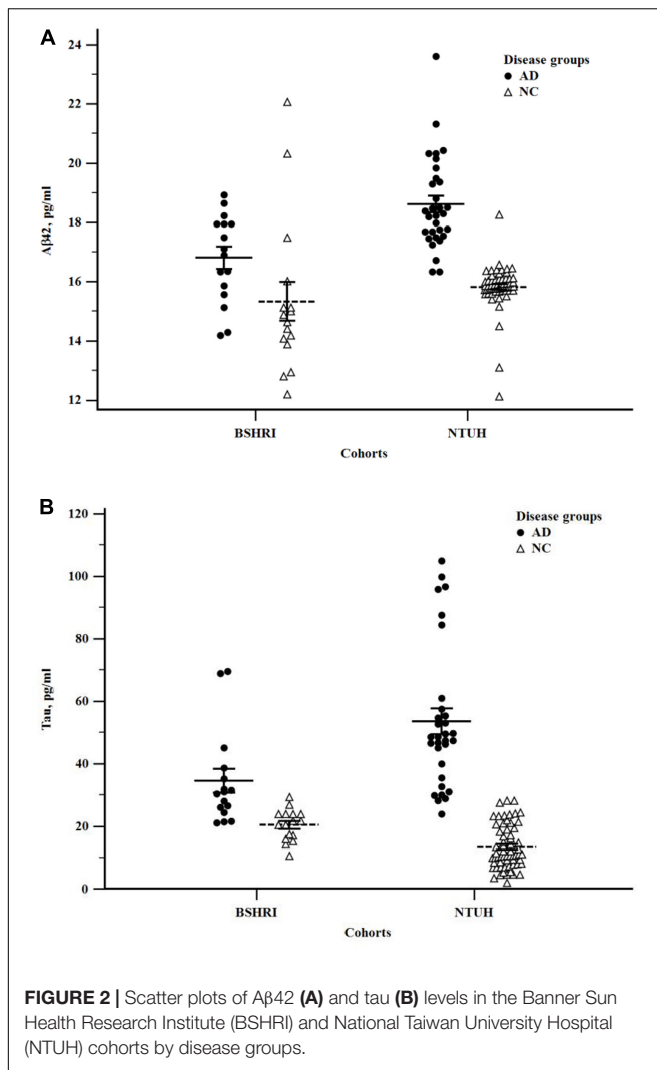 A
24
22
20
18
16
14
12
Aβ42, pg/ml
Disease groups
AD
NC
BSHRI NTUH
Cohorts
B
120
100
80
60
40
20
0
Tau, pg/ml
Disease groups
AD
NC
BSHRI NTUH
Cohorts
FIGURE 2 | Scatter plots of Aβ42 (A) and tau (B) levels in the Banner Sun
Health Research Institute (BSHRI) and National Taiwan University Hospital
(NTUH) cohorts by disease groups.